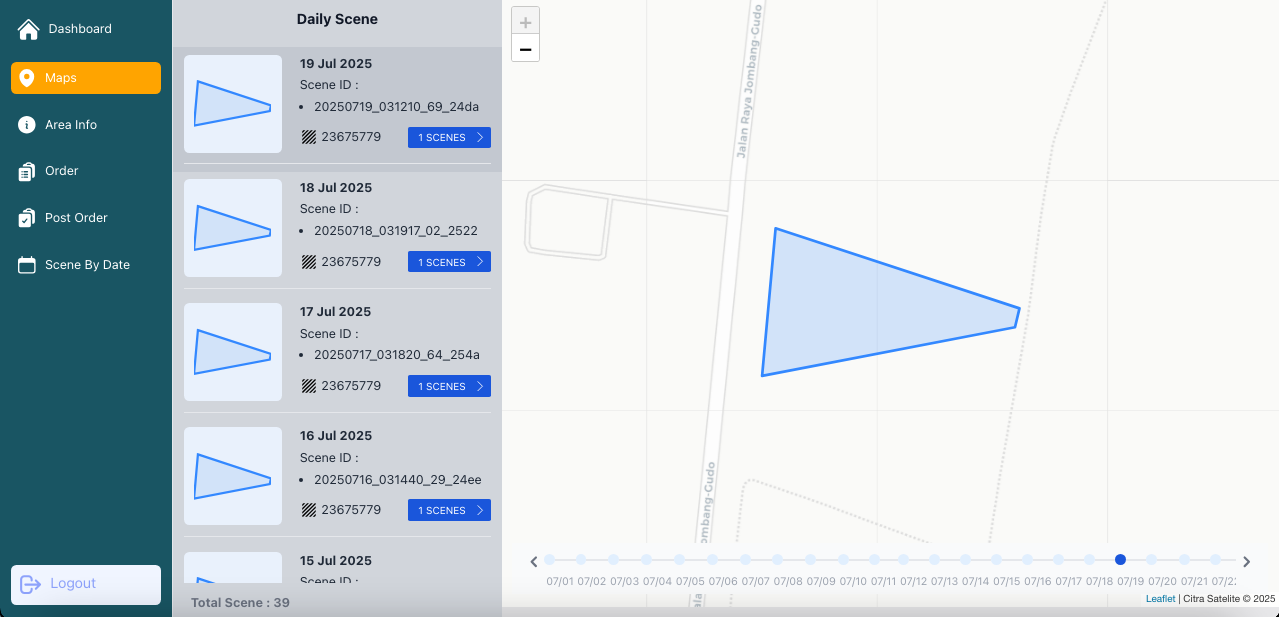 Dashboard
Maps
Area Info
Order
Post Order
Scene By Date
Logout
Daily Scene
19 Jul 2025
Scene ID :
• 20250719_031210_69_24da
23675779
1 SCENES
18 Jul 2025
Scene ID :
• 20250718_031917_02_2522
23675779
1 SCENES
17 Jul 2025
Scene ID :
• 20250717_031820_64_254a
23675779
1 SCENES
16 Jul 2025
Scene ID :
• 20250716_031440_29_24ee
23675779
1 SCENES
15 Jul 2025
Scene ID :
Total Scene : 39
+
−
Jalan Raya Jombang-Cudo
ombang-Cudo
alai
07/01 07/02 07/03 07/04 07/05 07/06 07/07 07/08 07/09 07/10 07/11 07/12 07/13 07/14 07/15 07/16 07/17 07/18 07/19 07/20 07/21 07/2
Leaflet | Citra Satelite © 2025